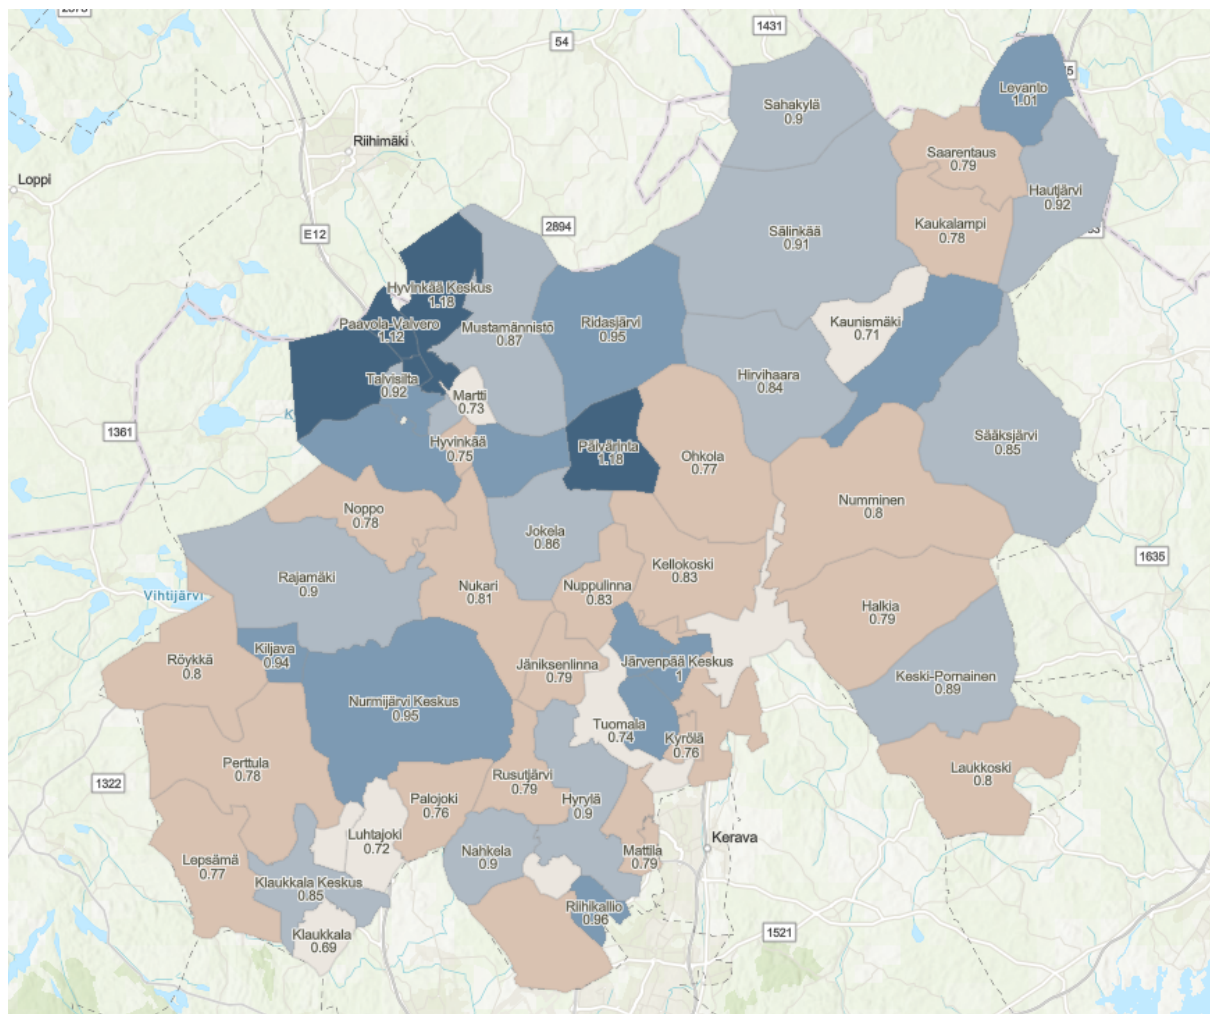 54
1431
Levanto
1.01
Sahakylä
0.9
Riihimäki
Saarentaus
0.79
Loppi
Hautjärvi
0.92
2894
E12
Sälinkää
0.91
Kaukalampi
0.78
Hyvinkää Keskus
1.18
Paavola-Vaivero
1.12
Mustamännistö
0.87
Ridasjärvi
0.95
Kaunismäki
0.71
Talvisilta
0.92
Hirvihaara
0.84
Martti
0.73
1361
Hyvinkää
0.75
Päivärinta
1.18
Ohkola
0.77
Sääksjärvi
0.85
Numminen
0.8
Noppo
0.78
Jokela
0.86
1635
Kellokoski
0.83
Rajamäki
0.9
Nukari
0.81
Nuppulinna
0.83
Vihtijärvi
Halkia
0.79
Kiljava
0.94
Röykkä
0.8
Jäniksenlinna
0.79
Järvenpää Keskus
1
Keski-Pornainen
0.89
Nurmijärvi Keskus
0.95
Tuomala
0.74
Kyrölä
0.76
Perttula
0.78
Rusutjärvi
0.79
Laukkoski
0.8
1322
Palojoki
0.76
Hyrylä
0.9
Luhtajoki
0.72
Kerava
Lepsämä
0.77
Nahkela
0.9
Mattila
0.79
Klaukkala Keskus
0.85
Riihikallio
0.96
Klaukkala
0.69
1521